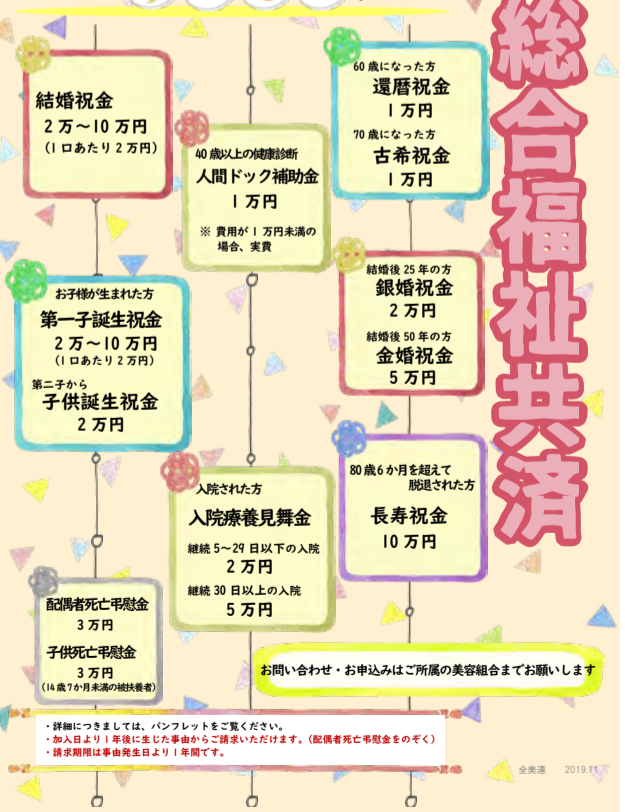 総合福祉共済
結婚祝金
2万～10万円
(1口あたり2万円)
40歳以上の健康診断
人間ドック補助金
1万円
※ 費用が1万円未満の
場合、実費
60歳になった方
還暦祝金
1万円
70歳になった方
古希祝金
1万円
お子様が生まれた方
第一子誕生祝金
2万～10万円
(1口あたり2万円)
第二子から
子供誕生祝金
2万円
結婚後25年の方
銀婚祝金
2万円
結婚後50年の方
金婚祝金
5万円
入院された方
入院療養見舞金
継続5～29日以下の入院
2万円
継続30日以上の入院
5万円
80歳6か月を超えて
脱退された方
長寿祝金
10万円
配偶者死亡弔慰金
3万円
子供死亡弔慰金
3万円
(14歳7か月未満の被扶養者)
お問い合わせ・お申込みはご所属の美容組合までお願いします
・詳細につきましては、パンフレットをご覧ください。
・加入日より1年後に生じた事由からご請求いただけます。(配偶者死亡弔慰金をのぞく)
・請求期限は事由発生日より1年間です。
全美連 2019.11